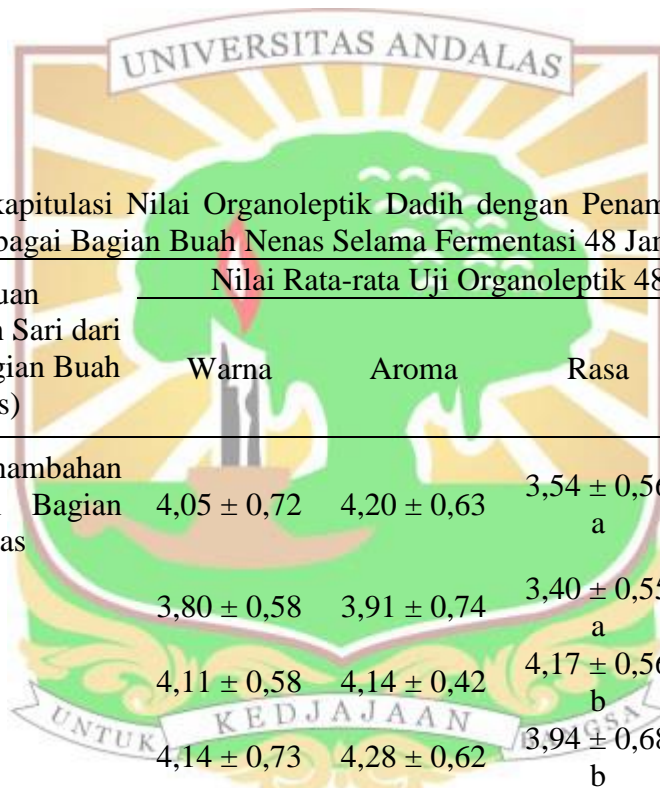 UNIVERSITAS ANDALAS
kapitulasi Nilai Organoleptik Dadih dengan Penam
bagai Bagian Buah Nenas Selama Fermentasi 48 Jar
Nilai Rata-rata Uji Organoleptik 48
uan
n Sari dari
gian Buah
s)
Warna Aroma Rasa
nambahan
Bagian
as
4,05 ± 0,72 4,20 ± 0,63 3,54 ± 0,56
a
3,80 ± 0,58 3,91 ± 0,74 3,40 ± 0,55
a
4,11 ± 0,58 4,14 ± 0,42 4,17 ± 0,56
b
4,14 ± 0,73 4,28 ± 0,62 3,94 ± 0,68
b
UNTUK KEDJAJAAN BANGSA